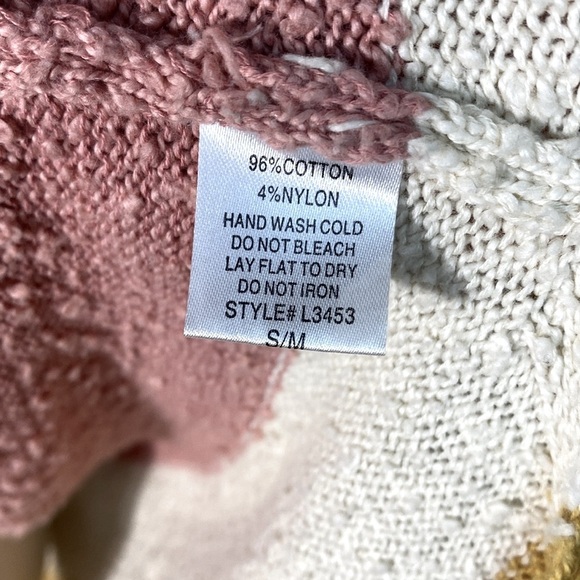 96%COTTON
4%NYLON
HAND WASH COLD
DO NOT BLEACH
LAY FLAT TO DRY
DO NOT IRON
STYLE# L3453
S/M